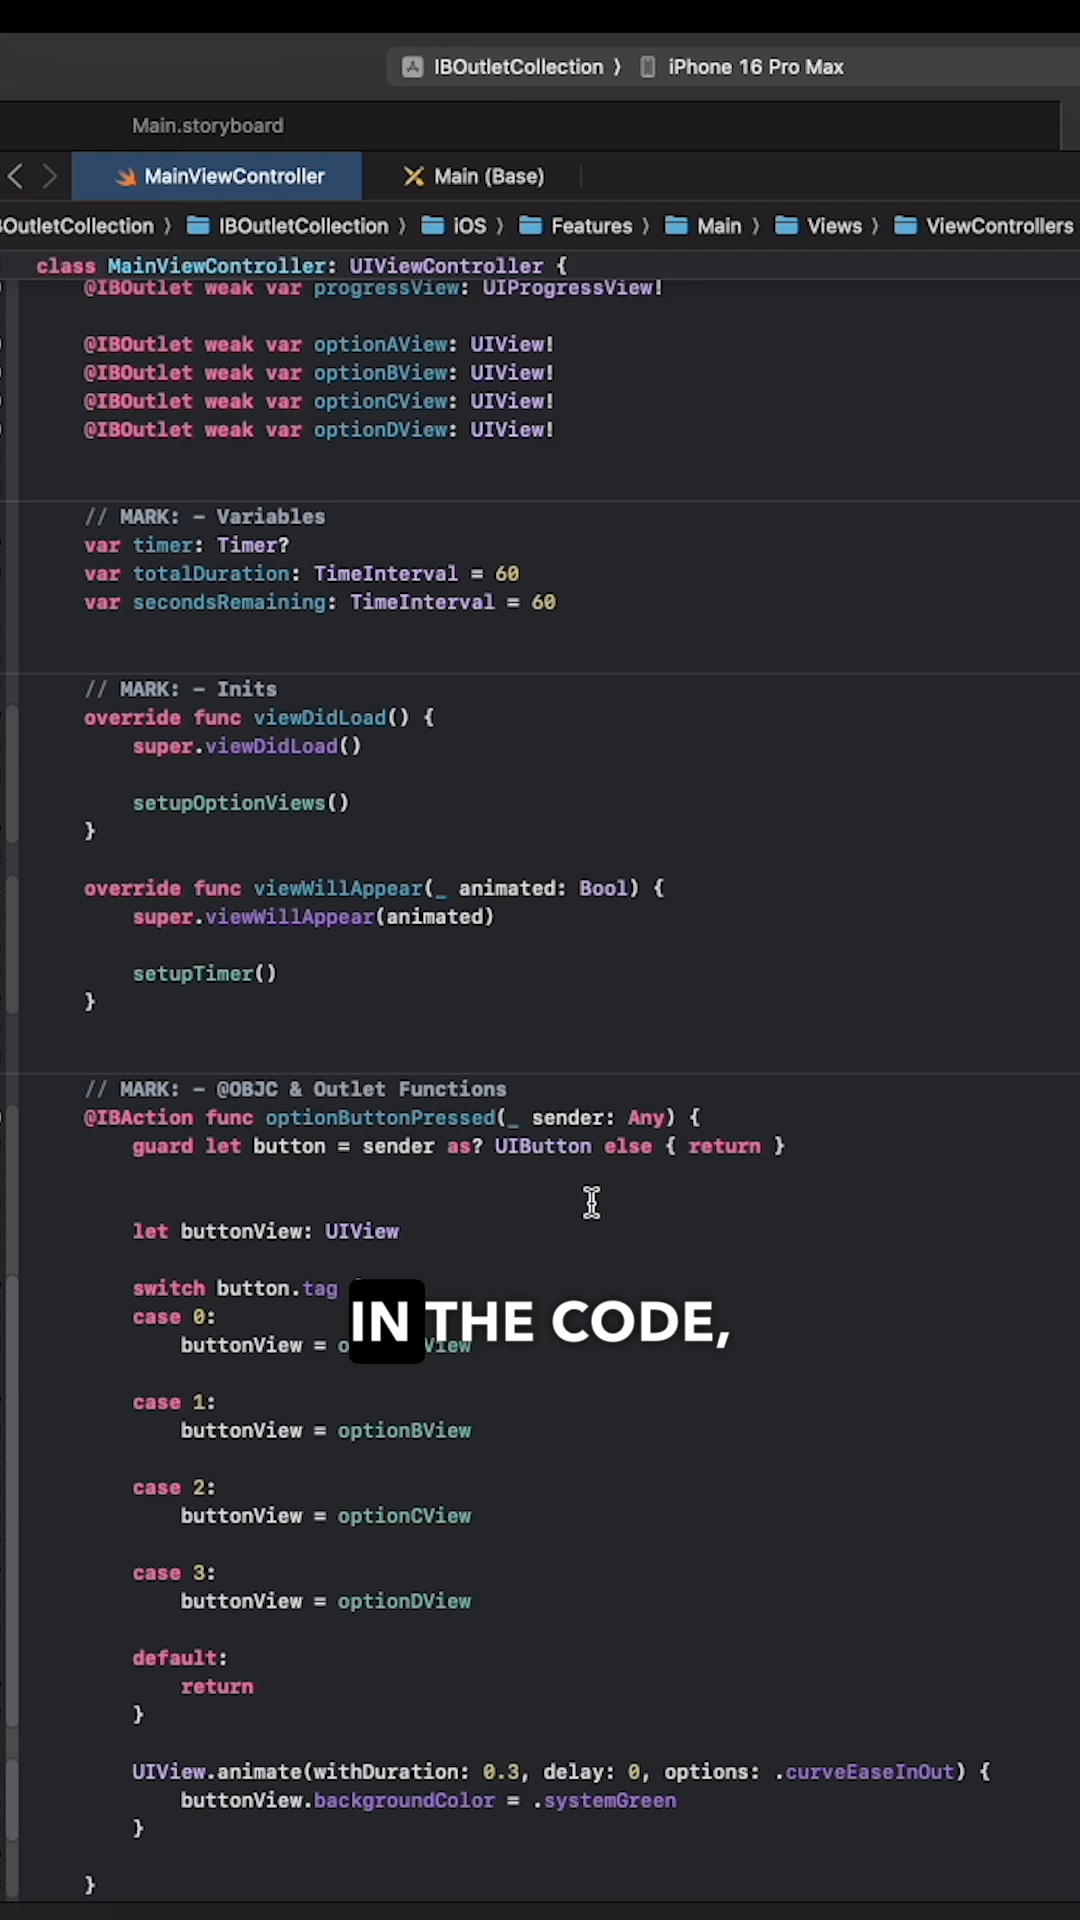 IBOutletCollection 〉 iPhone 16 Pro Max
Main.storyboard
MainViewController Main (Base)
IBOutletCollection 〉 IBOutletCollection 〉 iOS 〉 Features 〉 Main 〉 Views 〉 ViewControllers
class MainViewController: UIViewController {
@IBOutlet weak var progressView: UIProgressView!
@IBOutlet weak var optionAView: UIView!
@IBOutlet weak var optionBView: UIView!
@IBOutlet weak var optionCView: UIView!
@IBOutlet weak var optionDView: UIView!
// MARK: - Variables
var timer: Timer?
var totalDuration: TimeInterval = 60
var secondsRemaining: TimeInterval = 60
// MARK: - Inits
override func viewDidLoad() {
super.viewDidLoad()
setupOptionViews()
}
override func viewWillAppear(_ animated: Bool) {
super.viewWillAppear(animated)
setupTimer()
}
// MARK: - @OBJC & Outlet Functions
@IBAction func optionButtonPressed(_ sender: Any) {
guard let button = sender as? UIButton else { return }
let buttonView: UIView
switch button.tag
case 0:
IN THE CODE,
buttonView =
case 1:
buttonView = optionBView
case 2:
buttonView = optionCView
case 3:
buttonView = optionDView
default:
return
}
UIView.animate(withDuration: 0.3, delay: 0, options: .curveEaseInOut) {
buttonView.backgroundColor = .systemGreen
}
}